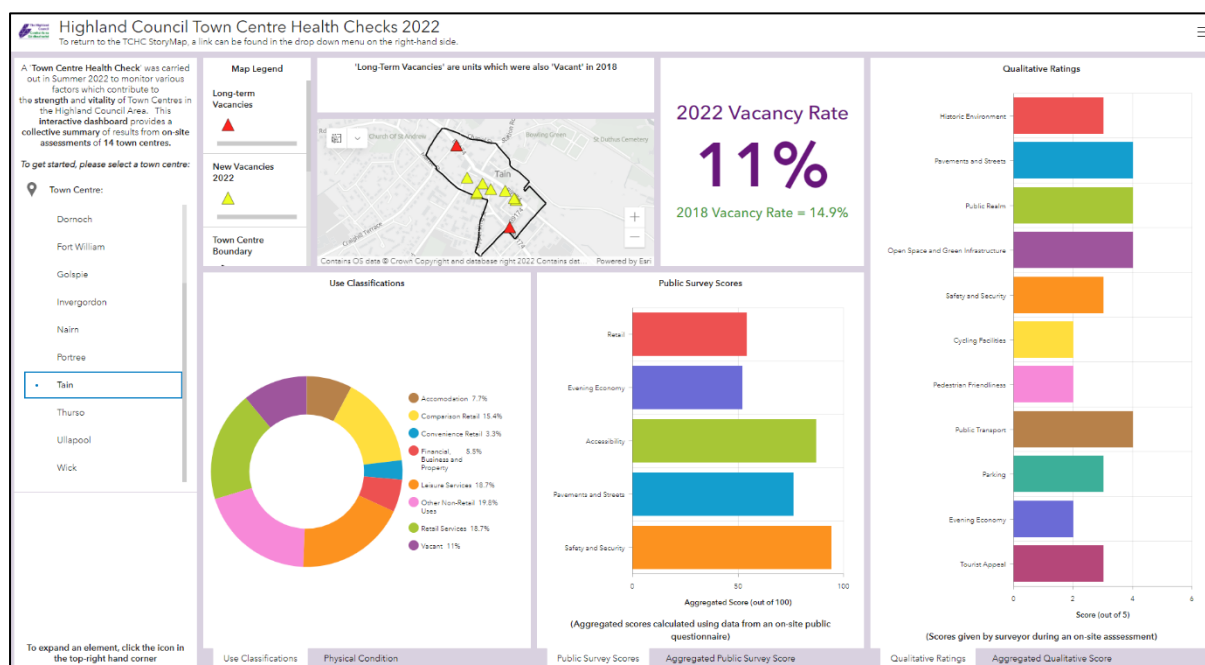 Highland Council Town Centre Health Checks 2022
To return to the TCHC StoryMap, a link can be found in the drop down menu on the right-hand side.
A 'Town Centre Health Check' was carried
out in Summer 2022 to monitor various
factors which contribute to
the strength and vitality of Town Centres in
the Highland Council Area. This
interactive dashboard provides a
collective summary of results from on-site
assessments of 14 town centres.
To get started, please select a town centre:
Town Centre:
Dornoch
Fort William
Golspie
Invergordon
Nairn
Portree
Tain
Thurso
Ullapool
Wick
To expand an element, click the icon in
the top-right hand corner
Map Legend
Long-term
Vacancies
New Vacancies
2022
Town Centre
Boundary
'Long-Term Vacancies' are units which were also 'Vacant' in 2018
Church Of St Andrew
Bowling Green
St Duthus Cemetery
Tain
Craighill Terrace
Contains OS data © Crown Copyright and database right 2022 Contains dat...
Powered by Esri
2022 Vacancy Rate
11%
2018 Vacancy Rate = 14.9%
Use Classifications
Accomodation 7.7%
Comparison Retail 15.4%
Convenience Retail 3.3%
Financial,
Business and
Property
Leisure Services 18.7%
Other Non-Retail 19.8%
Uses
Retail Services 18.7%
Vacant 11%
Use Classifications
Physical Condition
Public Survey Scores
Retail
Evening Economy
Accessibility
Pavements and Streets
Safety and Security
0
50
100
Aggregated Score (out of 100)
(Aggregated scores calculated using data from an on-site public
questionnaire)
Public Survey Scores
Aggregated Public Survey Score
Qualitative Ratings
Historic Environment
Pavements and Streets
Public Realm
Open Space and Green Infrastructure
Safety and Security
Cycling Facilities
Pedestrian Friendliness
Public Transport
Parking
Evening Economy
Tourist Appeal
0
2
4
6
Score (out of 5)
(Scores given by surveyor during an on-site asssessment)
Qualitative Ratings
Aggregated Qualitative Score